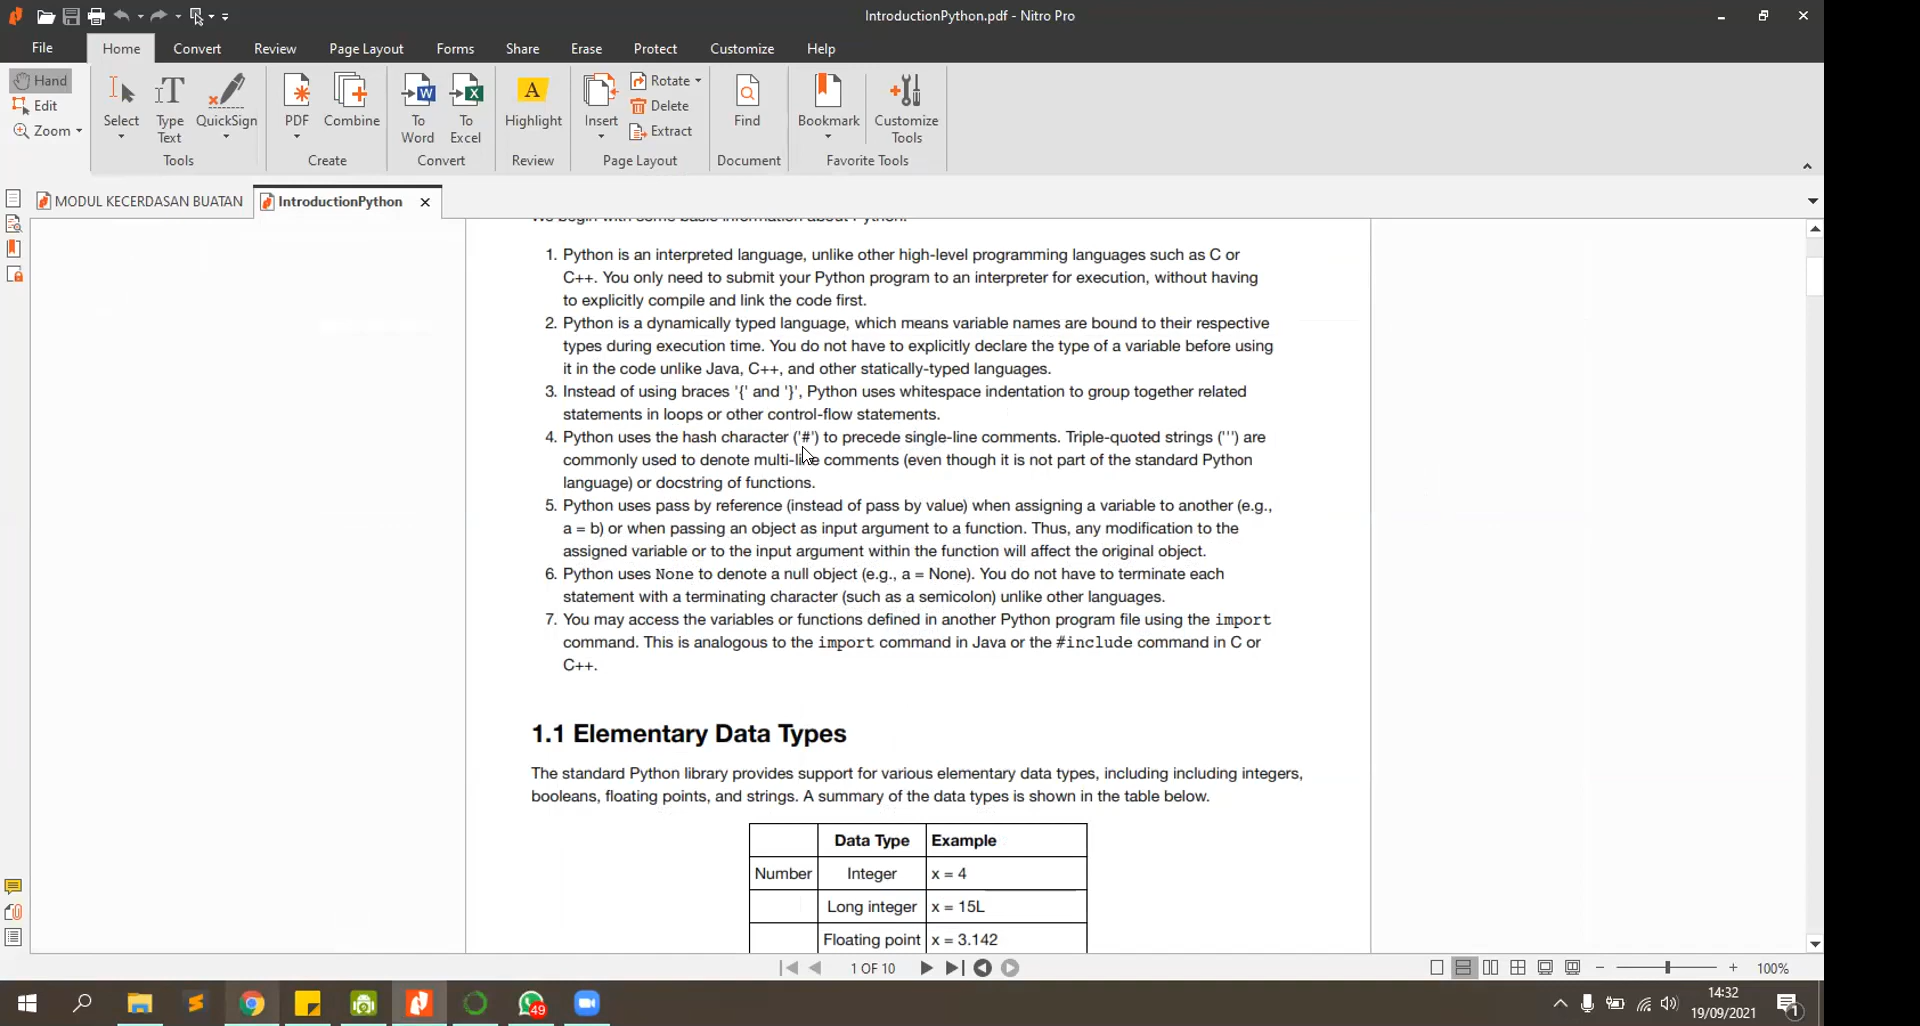 IntroductionPython.pdf - Nitro Pro
File Home Convert Review Page Layout Forms Share Erase Protect Customize Help
Hand
Edit
Zoom
Select
Type Text
QuickSign
Tools
PDF
Combine
Create
To Word
To Excel
Convert
A
Highlight
Review
Insert
Rotate
Delete
Extract
Page Layout
Find
Document
Bookmark
Customize Tools
Favorite Tools
MODUL KECERDASAN BUATAN
IntroductionPython
We begin with some basic information about Python:
1. Python is an interpreted language, unlike other high-level programming languages such as C or
C++. You only need to submit your Python program to an interpreter for execution, without having
to explicitly compile and link the code first.
2. Python is a dynamically typed language, which means variable names are bound to their respective
types during execution time. You do not have to explicitly declare the type of a variable before using
it in the code unlike Java, C++, and other statically-typed languages.
3. Instead of using braces '{' and '}', Python uses whitespace indentation to group together related
statements in loops or other control-flow statements.
4. Python uses the hash character ('#') to precede single-line comments. Triple-quoted strings (''') are
commonly used to denote multi-line comments (even though it is not part of the standard Python
language) or docstring of functions.
5. Python uses pass by reference (instead of pass by value) when assigning a variable to another (e.g.,
a = b) or when passing an object as input argument to a function. Thus, any modification to the
assigned variable or to the input argument within the function will affect the original object.
6. Python uses None to denote a null object (e.g., a = None). You do not have to terminate each
statement with a terminating character (such as a semicolon) unlike other languages.
7. You may access the variables or functions defined in another Python program file using the import
command. This is analogous to the import command in Java or the #include command in C or
C++.
1.1 Elementary Data Types
The standard Python library provides support for various elementary data types, including including integers,
booleans, floating points, and strings. A summary of the data types is shown in the table below.
Data Type Example
Number Integer x = 4
Long integer x = 15L
Floating point x = 3.142
1 OF 10
100%
49
14:32
19/09/2021
1